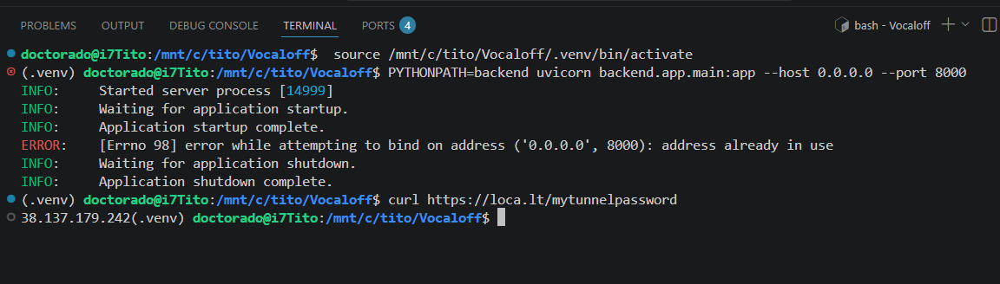 PROBLEMS OUTPUT DEBUG CONSOLE TERMINAL PORTS 4 bash - Vocaloff
doctorado@i7Tito:/mnt/c/tito/Vocaloff$  source /mnt/c/tito/Vocaloff/.venv/bin/activate
(.venv) doctorado@i7Tito:/mnt/c/tito/Vocaloff$ PYTHONPATH=backend uvicorn backend.app.main:app --host 0.0.0.0 --port 8000
INFO:     Started server process [14999]
INFO:     Waiting for application startup.
INFO:     Application startup complete.
ERROR:    [Errno 98] error while attempting to bind on address ('0.0.0.0', 8000): address already in use
INFO:     Waiting for application shutdown.
INFO:     Application shutdown complete.
(.venv) doctorado@i7Tito:/mnt/c/tito/Vocaloff$ curl https://loca.lt/mytunnelpassword
38.137.179.242(.venv) doctorado@i7Tito:/mnt/c/tito/Vocaloff$